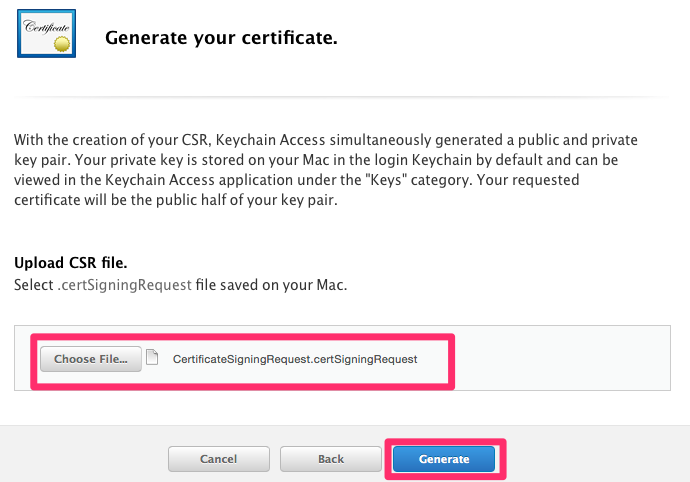 Certificate
Generate your certificate.
With the creation of your CSR, Keychain Access simultaneously generated a public and private
key pair. Your private key is stored on your Mac in the login Keychain by default and can be
viewed in the Keychain Access application under the "Keys" category. Your requested
certificate will be the public half of your key pair.
Upload CSR file.
Select .certSigningRequest file saved on your Mac.
Choose File... CertificateSigningRequest.certSigningRequest
Cancel Back Generate